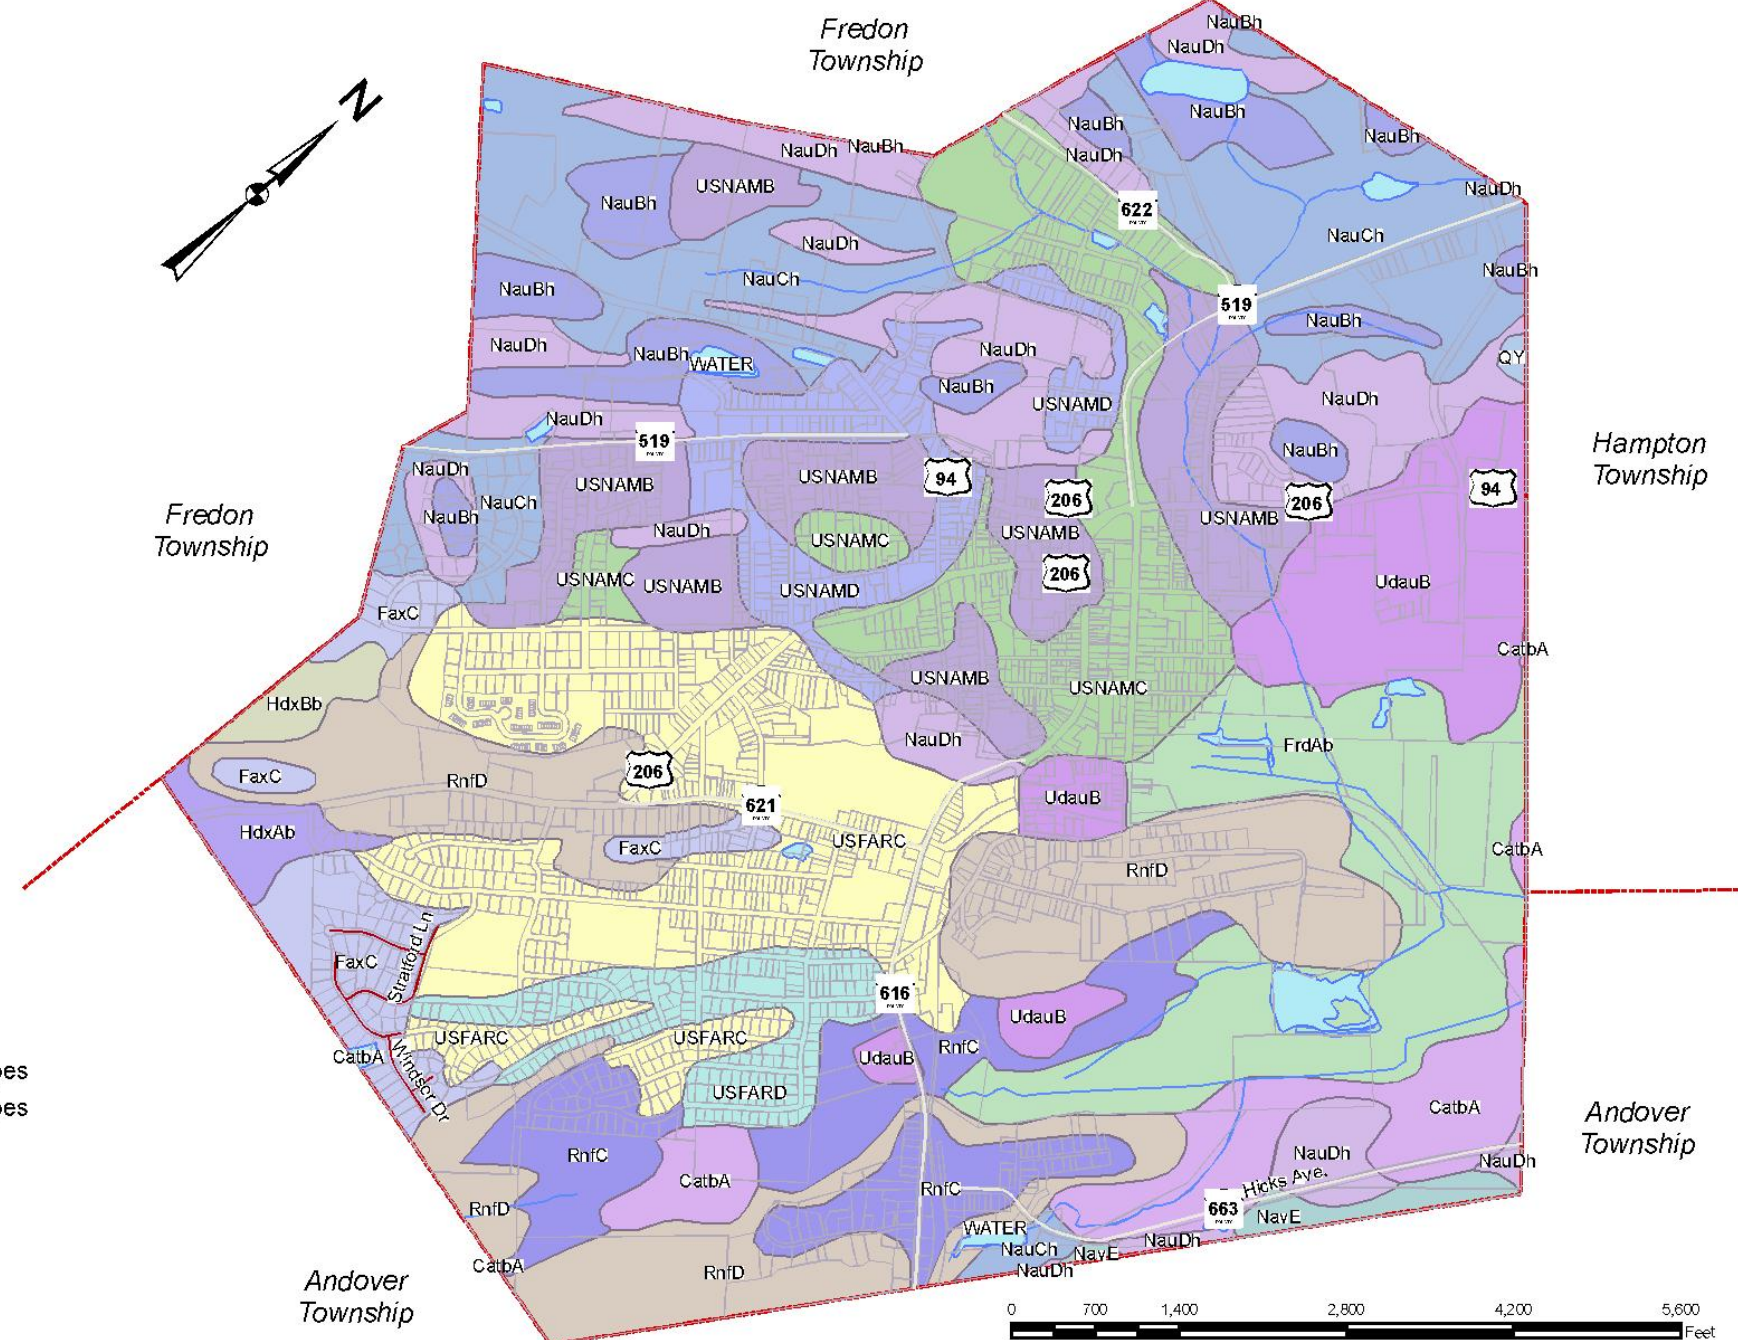 Fredon
Township
NauBh
NauDh
N
NauBh
NauBh
NauBh
NauDh NauBh
NauDh
USNAMB
NauDh
NauBh
622
NauDh
NauCh
NauCh
NauBh
NauBh
519
NauBh
NauDh
NauDh
QY
NauBh
WATER
NauBh
NauDh
USNAMD
NauDh
NauDh
519
Hampton
Township
NauBh
NauDh
USNAMB
USNAMB
94
206
206
94
NauCh
NauBh
USNAMB
USNAMB
NauDh
Fredon
Township
USNAMC
206
USNAMC
USNAMB
USNAMD
UdauB
FaxC
CatbA
USNAMB
USNAMC
HdxBb
NauDh
FrdAb
FaxC
RnfD
206
UdauB
621
HdxAb
USFARC
FaxC
CatbA
RnfD
Stratford Ln
FaxC
616
UdauB
USFARC
USFARC
RnfC
CatbA
UdauB
Windsor Dr
pes
USFARD
pes
CatbA
Andover
Township
RnfC
NauDh
NauDh
CatbA
Hicks Ave.
RnfC
RnfD
663
NavE
WATER
NauDh
NauCh
NavE
CatbA
NauDh
RnfD
Andover
Township
0 700 1,400 2,800 4,200 5,600
Feet